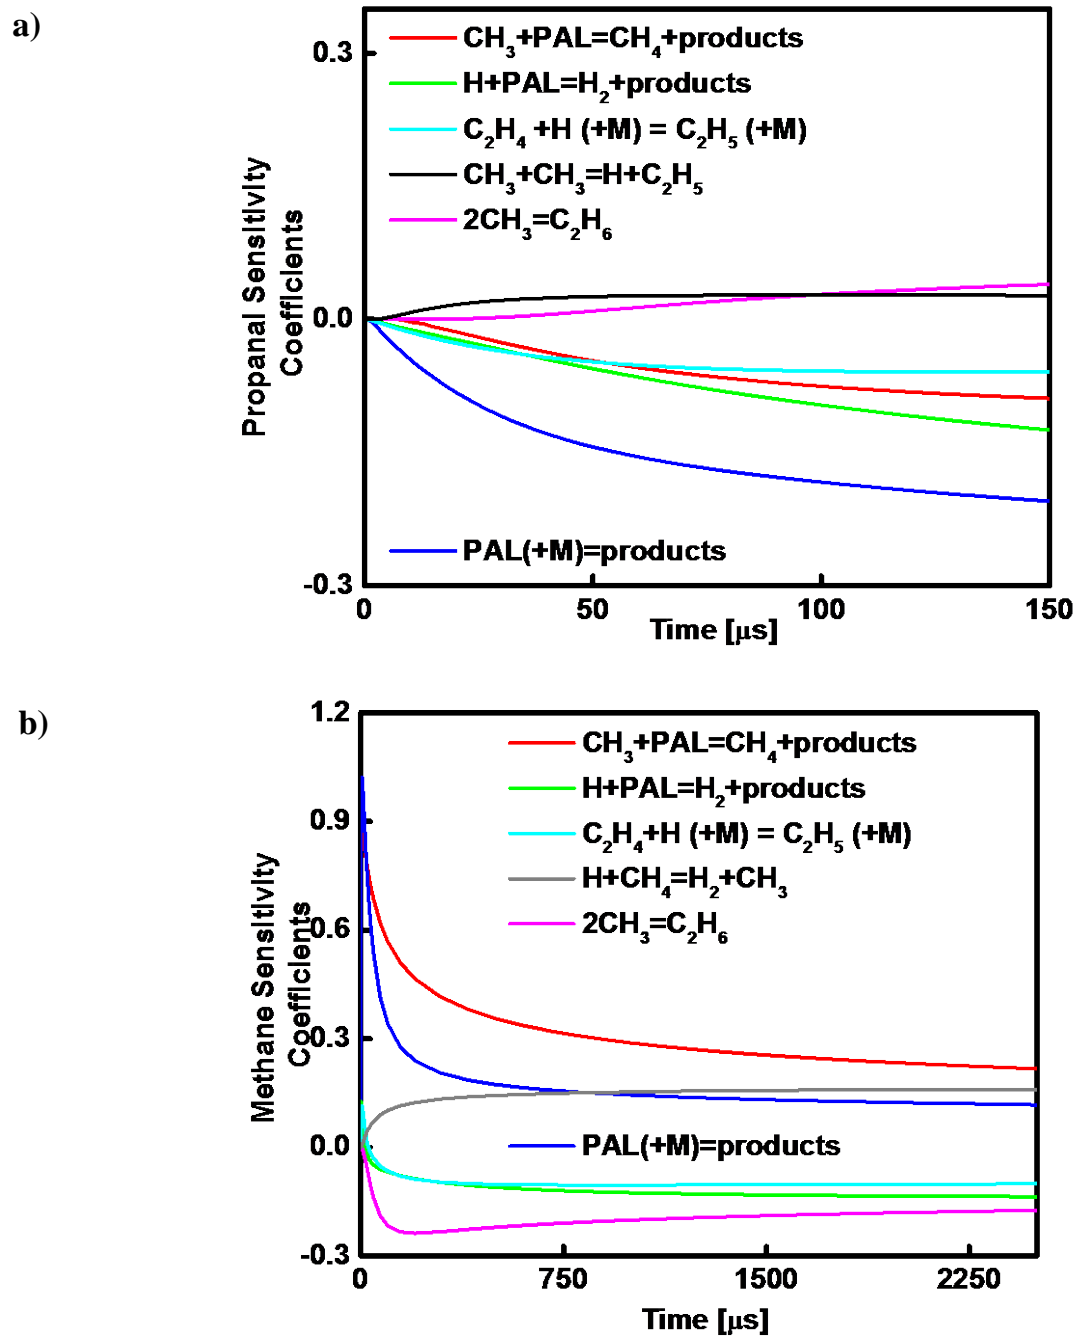 a)
CH₃+PAL=CH₄+products
0.3
H+PAL=H₂+products
C₂H₄ +H (+M) = C₂H₅ (+M)
CH₃+CH₃=H+C₂H₅
2CH₃=C₂H₆
Propanal Sensitivity
Coefficients
0.0
PAL(+M)=products
-0.3
0 50 100 150
Time [μs]
b)
1.2
CH₃+PAL=CH₄+products
H+PAL=H₂+products
0.9
C₂H₄+H (+M) = C₂H₅ (+M)
H+CH₄=H₂+CH₃
0.6
2CH₃=C₂H₆
Methane Sensitivity
Coefficients
0.3
0.0
PAL(+M)=products
-0.3
0 750 1500 2250
Time [μs]